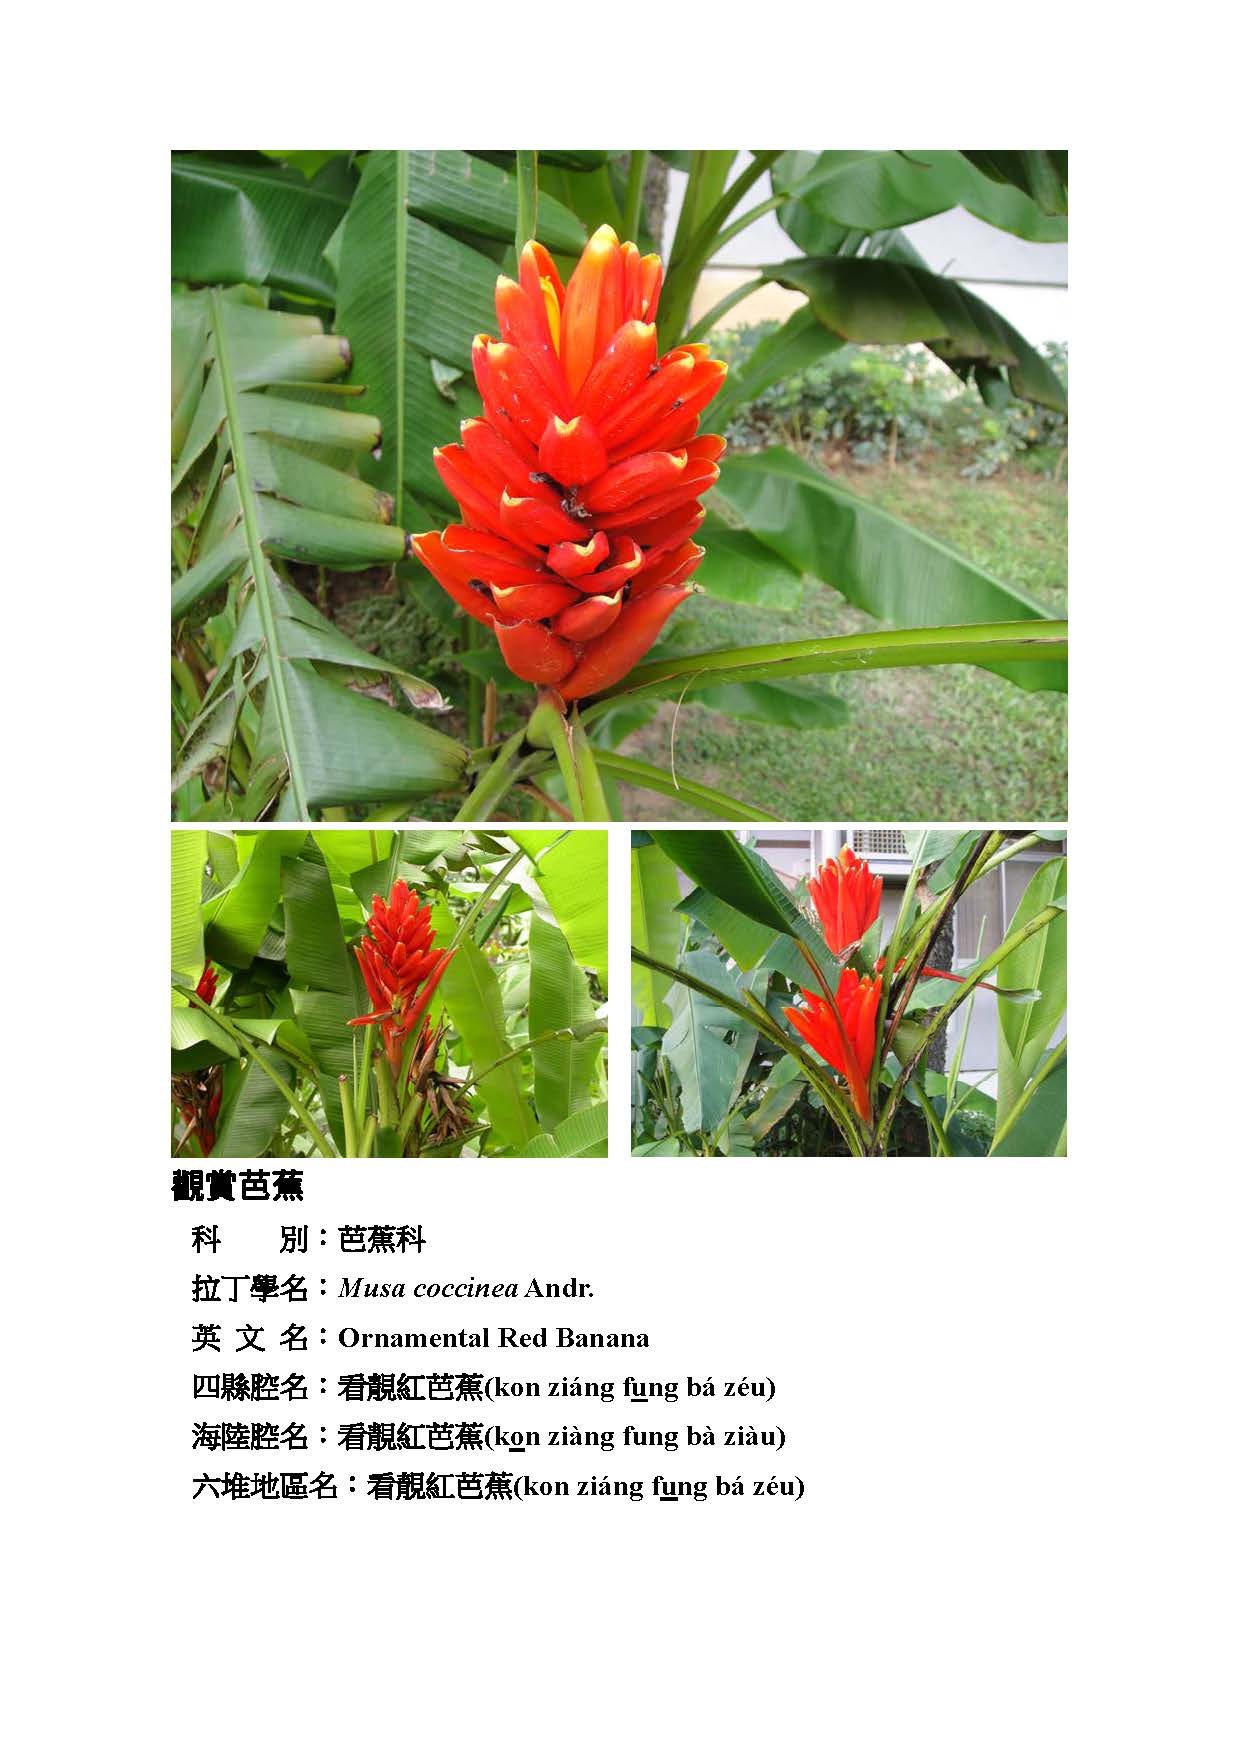 觀賞芭蕉
科　　別：芭蕉科
拉丁學名：Musa coccinea Andr.
英 文 名：Ornamental Red Banana
四縣腔名：看靚紅芭蕉(kon ziáng fung bá zéu)
海陸腔名：看靚紅芭蕉(kon ziàng fung bà ziàu)
六堆地區名：看靚紅芭蕉(kon ziáng fung bá zéu)